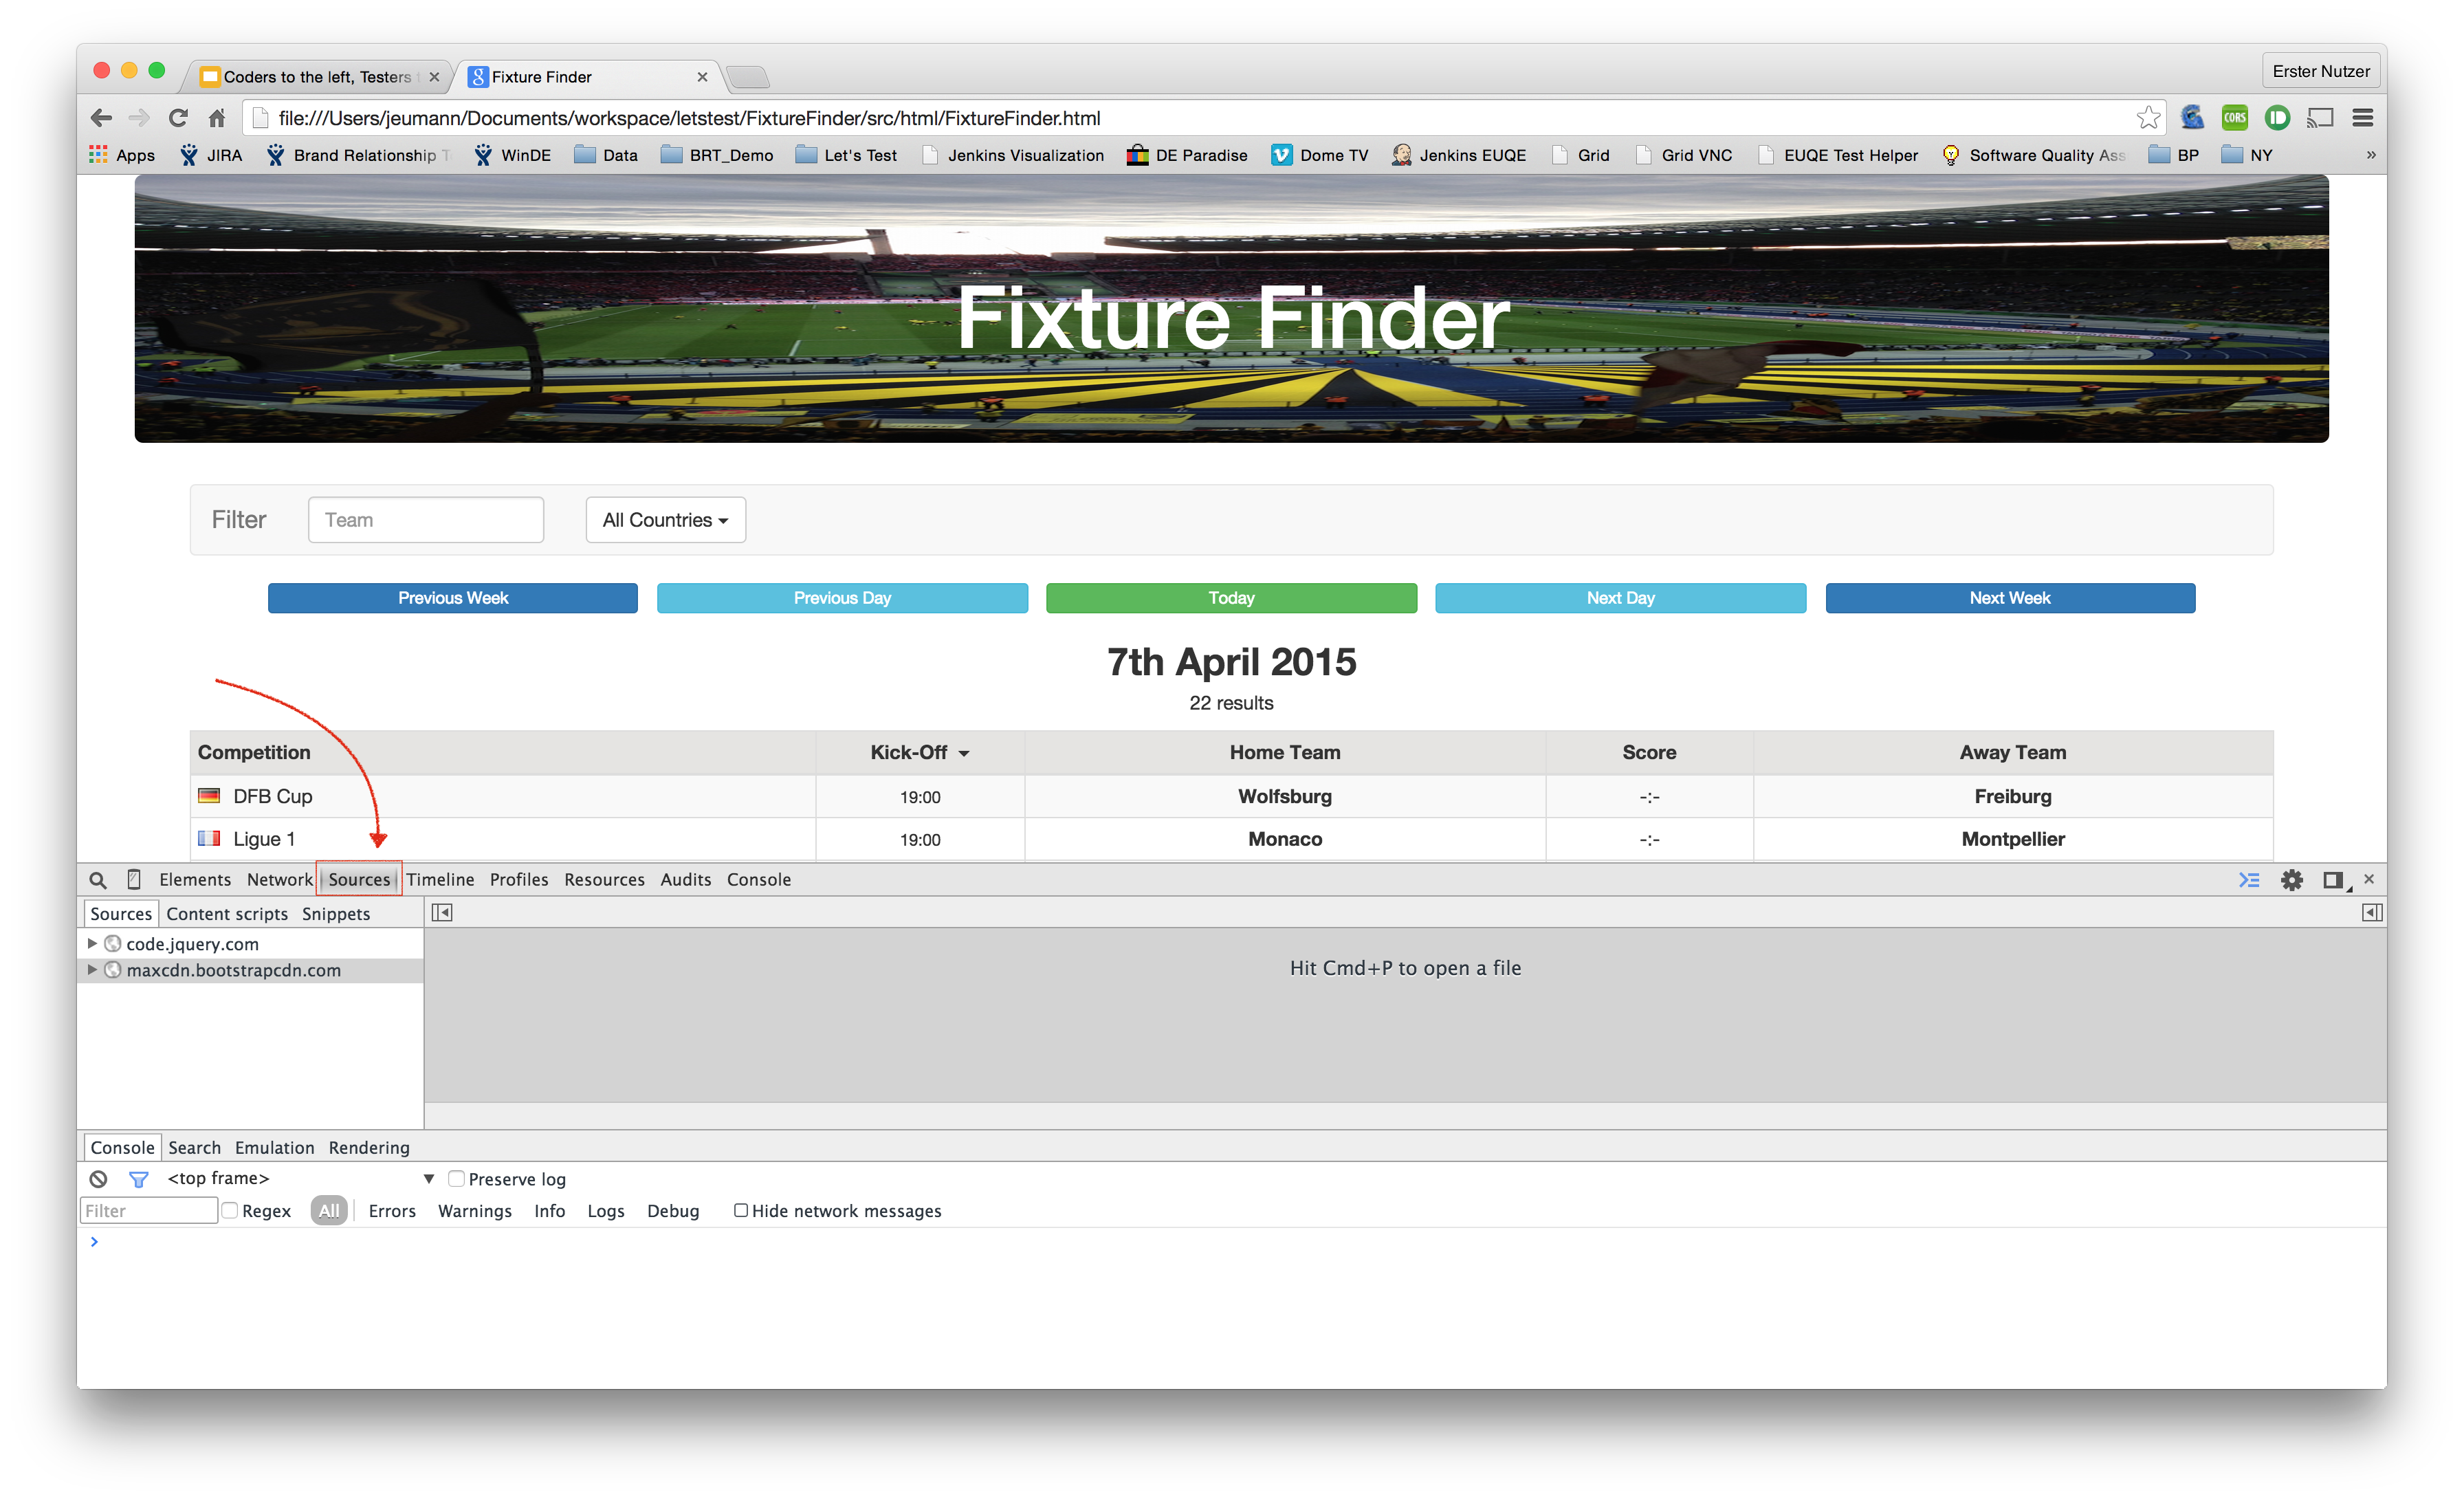 Coders to the left, Testers
Fixture Finder
Erster Nutzer
file:///Users/jeumann/Documents/workspace/letstest/FixtureFinder/src/html/FixtureFinder.html
CORS
Apps JIRA Brand Relationship WinDE Data BRT_Demo Let's Test Jenkins Visualization DE Paradise Dome TV Jenkins EUQE Grid Grid VNC EUQE Test Helper Software Quality Ass BP NY »
Fixture Finder
Filter Team All Countries
Previous Week Previous Day Today Next Day Next Week
7th April 2015
22 results
Competition Kick-Off Home Team Score Away Team
DFB Cup 19:00 Wolfsburg -:- Freiburg
Ligue 1 19:00 Monaco -:- Montpellier
Elements Network Sources Timeline Profiles Resources Audits Console
Sources Content scripts Snippets
code.jquery.com
maxcdn.bootstrapcdn.com
Hit Cmd+P to open a file
Console Search Emulation Rendering
<top frame> Preserve log
Filter Regex All Errors Warnings Info Logs Debug Hide network messages